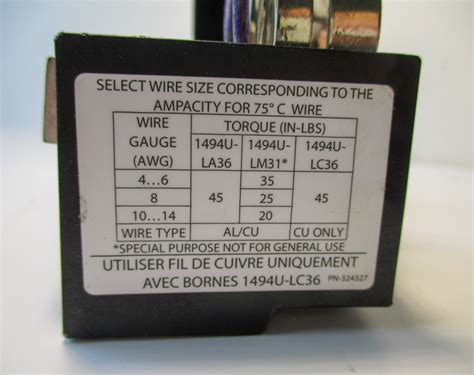 SELECT WIRE SIZE CORRESPONDING TO THE
AMPACITY FOR 75° C WIRE
WIRE GAUGE (AWG) TORQUE (IN-LBS)
1494U-LA36 1494U-LM31* 1494U-LC36
4...6 45 35 45
8 25
10...14 20
WIRE TYPE AL/CU CU ONLY
*SPECIAL PURPOSE NOT FOR GENERAL USE
UTILISER FIL DE CUIVRE UNIQUEMENT
AVEC BORNES 1494U-LC36 PN-324327